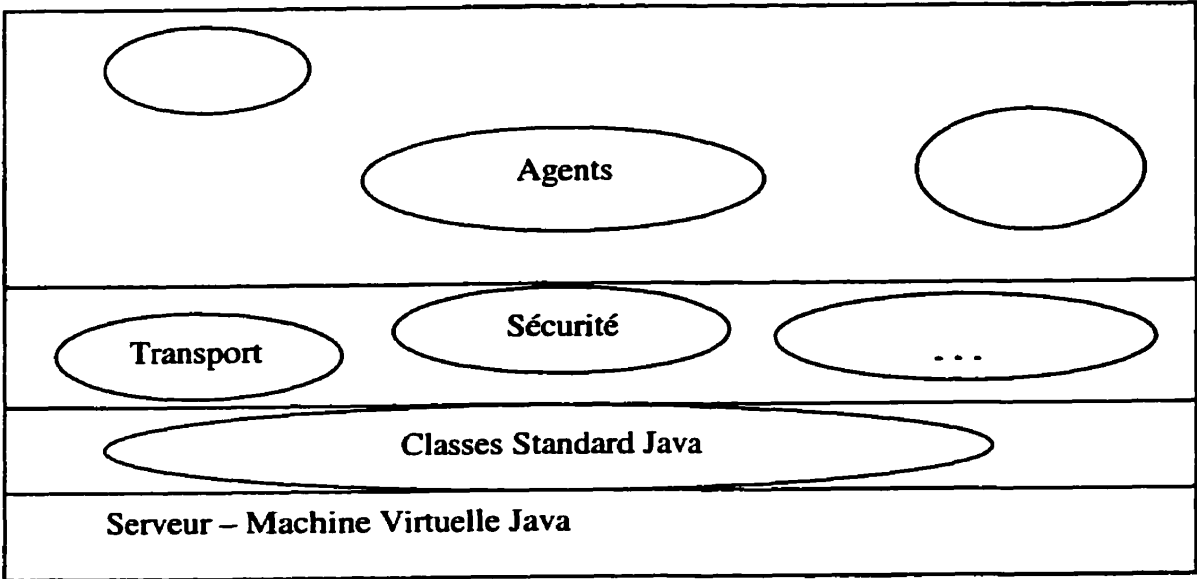 Agents
Sécurité
Transport
. . .
Classes Standard Java
Serveur – Machine Virtuelle Java